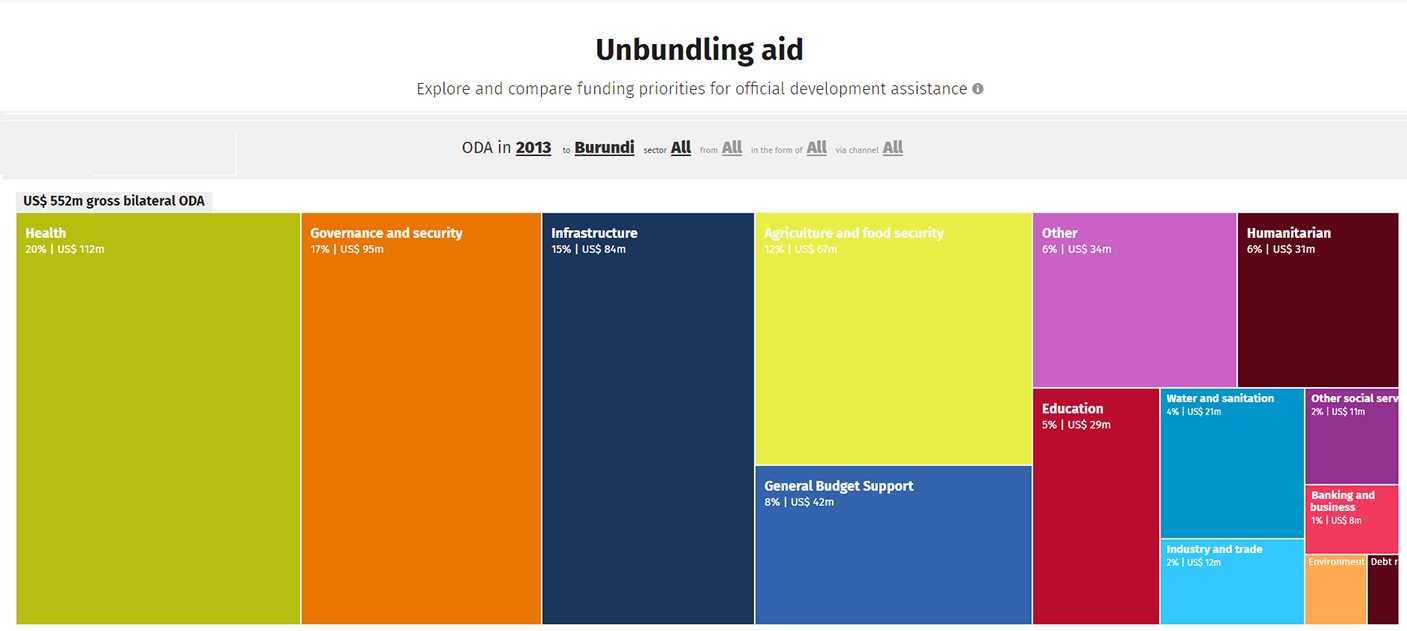 Unbundling aid
Explore and compare funding priorities for official development assistance
ODA in 2013 to Burundi sector All from All in the form of All via channel All
US$ 552m gross bilateral ODA
Health
20% | US$ 112m
Governance and security
17% | US$ 95m
Infrastructure
15% | US$ 84m
Agriculture and food security
12% | US$ 67m
General Budget Support
8% | US$ 42m
Other
6% | US$ 34m
Humanitarian
6% | US$ 31m
Education
5% | US$ 29m
Water and sanitation
4% | US$ 21m
Industry and trade
2% | US$ 12m
Other social serv
2% | US$ 11m
Banking and
business
1% | US$ 8m
Environment
Debt r